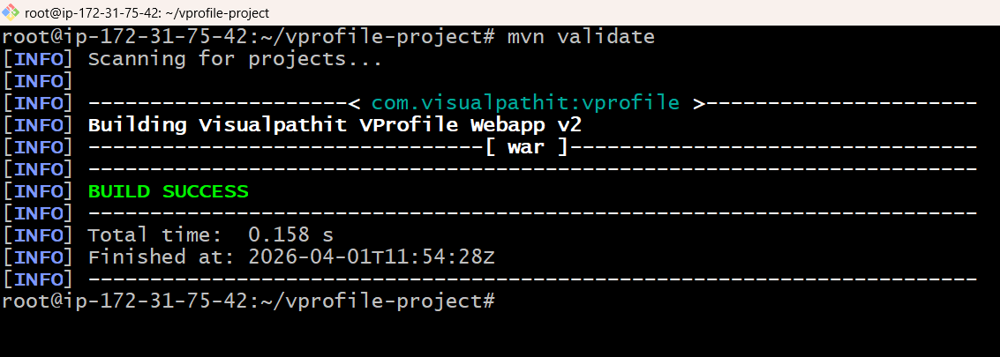 root@ip-172-31-75-42: ~/vprofile-project
root@ip-172-31-75-42:~/vprofile-project# mvn validate
[INFO] Scanning for projects...
[INFO]
[INFO] ---------------------< com.visualpathit:vprofile >----------------------
[INFO] Building Visualpathit VProfile Webapp v2
[INFO] --------------------------------[ war ]---------------------------------
[INFO] ------------------------------------------------------------------------
[INFO] BUILD SUCCESS
[INFO] ------------------------------------------------------------------------
[INFO] Total time:  0.158 s
[INFO] Finished at: 2026-04-01T11:54:28Z
[INFO] ------------------------------------------------------------------------
root@ip-172-31-75-42:~/vprofile-project#